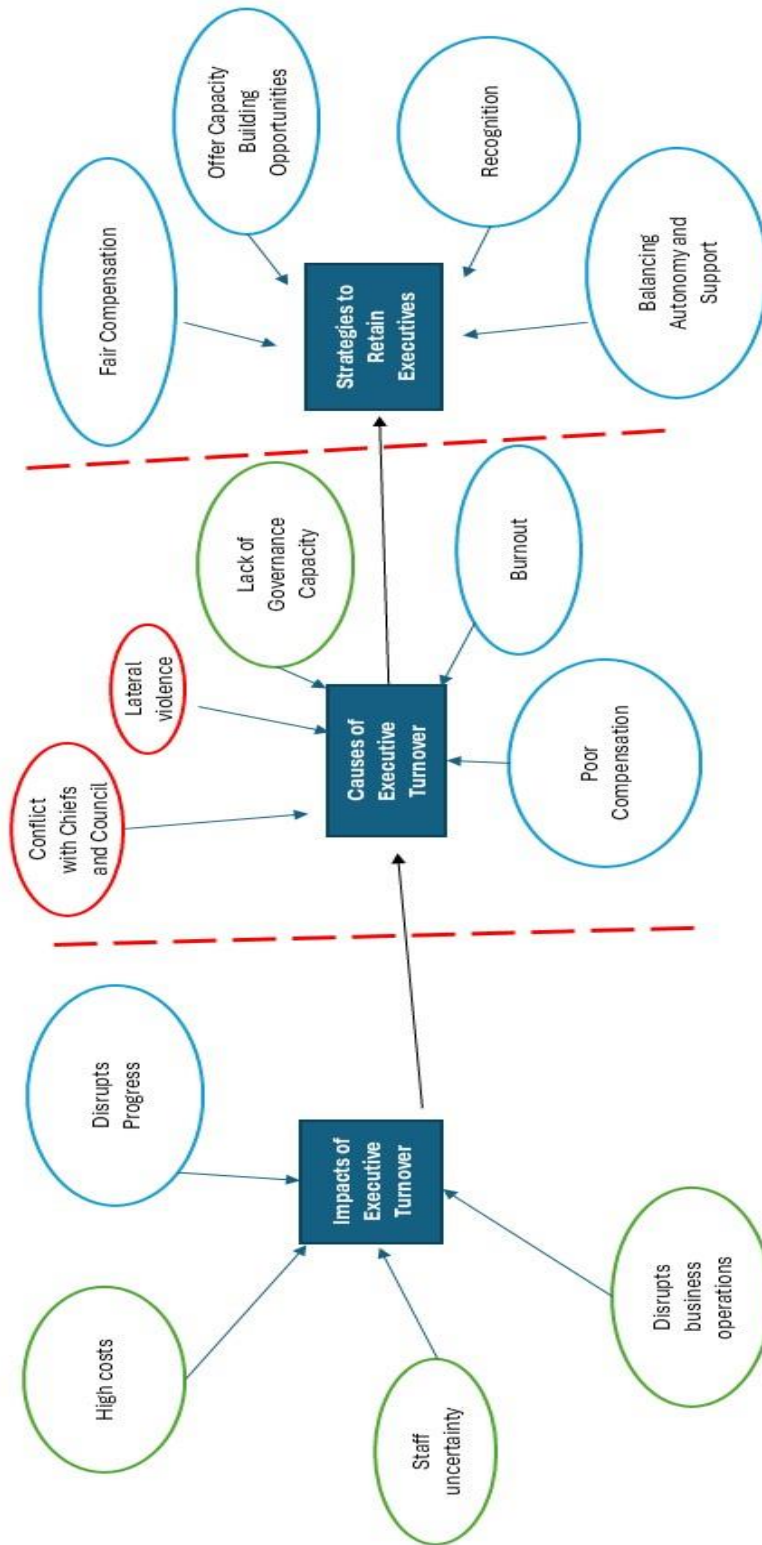 High costs
Disrupts
Progress
Impacts of
Executive
Turnover
Staff
uncertainty
Disrupts
business
operations
Conflict
with Chiefs
and Council
Lateral
violence
Lack of
Governance
Capacity
Causes of
Executive
Turnover
Poor
Compensation
Burnout
Fair Compensation
Offer Capacity
Building
Opportunities
Strategies to
Retain
Executives
Recognition
Balancing
Autonomy and
Support